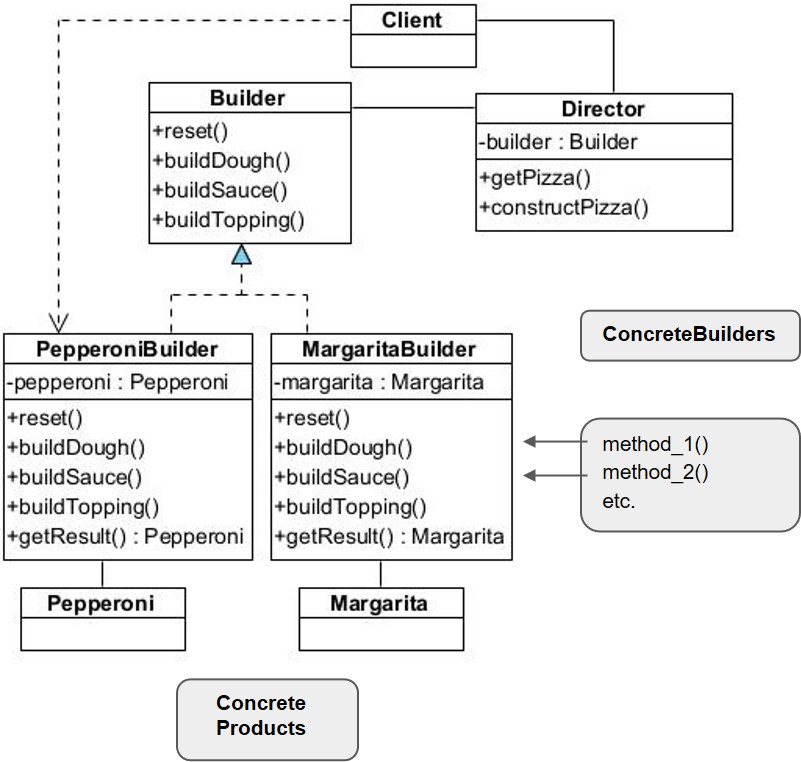 Client
Builder
+reset()
+buildDough()
+buildSauce()
+buildTopping()
Director
-builder : Builder
+getPizza()
+constructPizza()
PepperoniBuilder
-pepperoni : Pepperoni
+reset()
+buildDough()
+buildSauce()
+buildTopping()
+getResult() : Pepperoni
MargaritaBuilder
-margarita : Margarita
+reset()
+buildDough()
+buildSauce()
+buildTopping()
+getResult() : Margarita
ConcreteBuilders
method_1()
method_2()
etc.
Pepperoni
Margarita
Concrete
Products